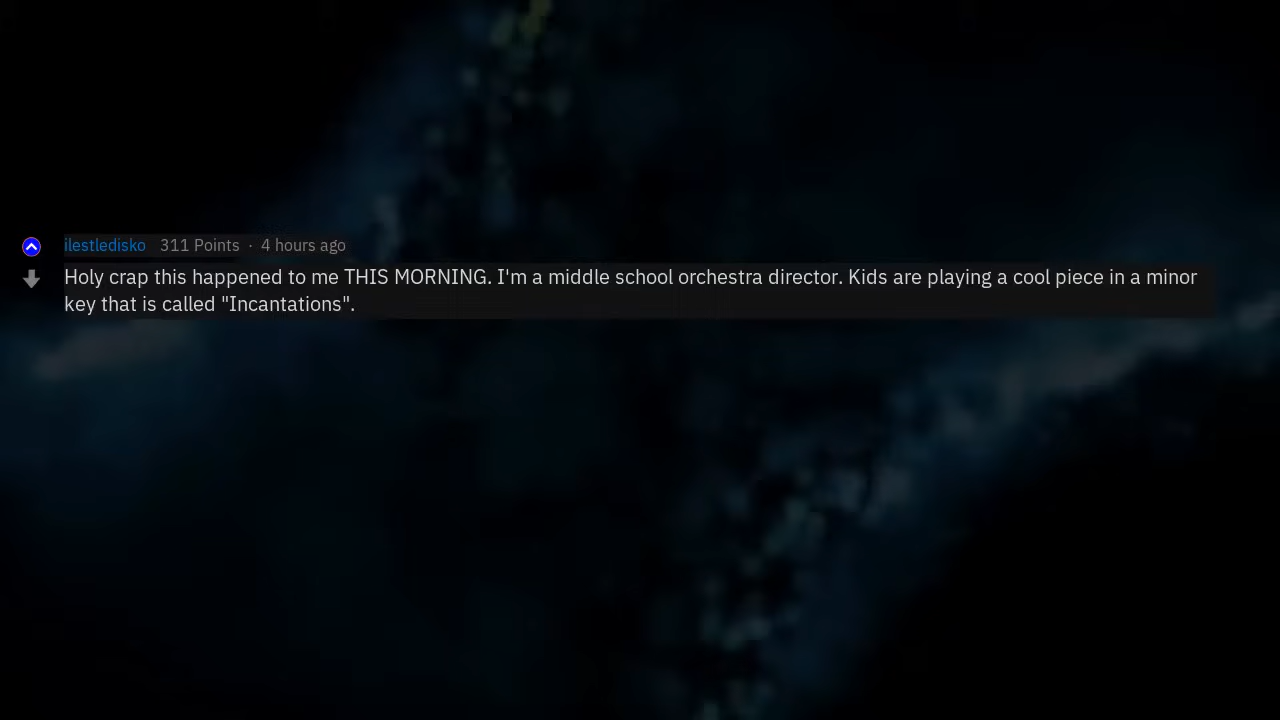 ilestledisko 311 Points · 4 hours ago
Holy crap this happened to me THIS MORNING. I'm a middle school orchestra director. Kids are playing a cool piece in a minor
key that is called "Incantations".